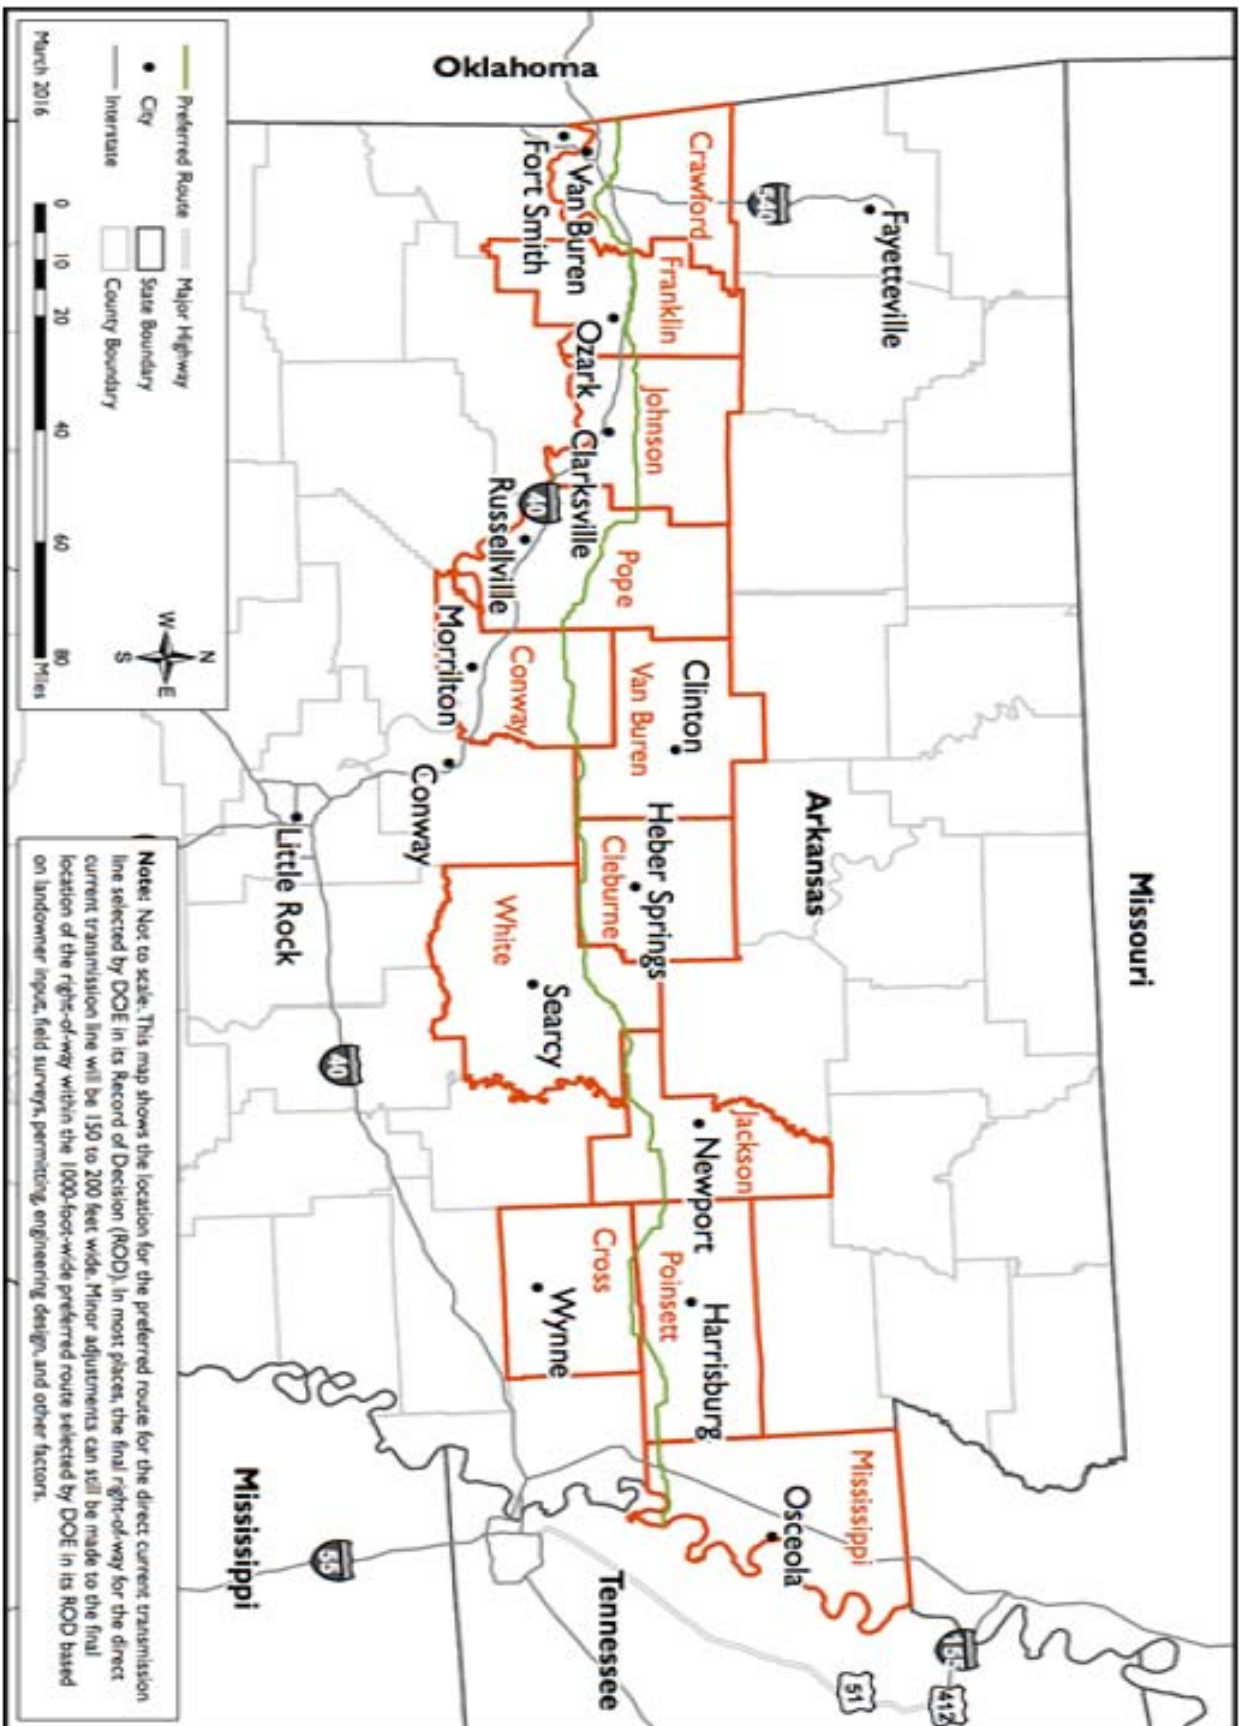 Missouri
Fayetteville
540
Arkansas
Oklahoma
Crawford
Franklin
Johnson
Pope
Van Buren
Clinton
Heber Springs
Cleburne
Jackson
Newport
Poinsett
Harrisburg
Mississippi
Osceola
Van Buren
Fort Smith
Ozark
Clarksville
40
Russellville
Morrilton
Conway
Conway
White
Searcy
Cross
Wynne
Little Rock
40
Tennessee
Mississippi
55
55
51
412
Preferred Route
Major Highway
City
State Boundary
Interstate
County Boundary
N
W
E
S
March 2016
0 10 20 40 60 80 Miles
Note: Not to scale. This map shows the location for the preferred route for the direct current transmission
line selected by DOE in its Record of Decision (ROD). In most places, the final right-of-way for the direct
current transmission line will be 150 to 200 feet wide. Minor adjustments can still be made to the final
location of the right-of-way within the 1000-foot-wide preferred route selected by DOE in its ROD based
on landowner input, field surveys, permitting, engineering design, and other factors.